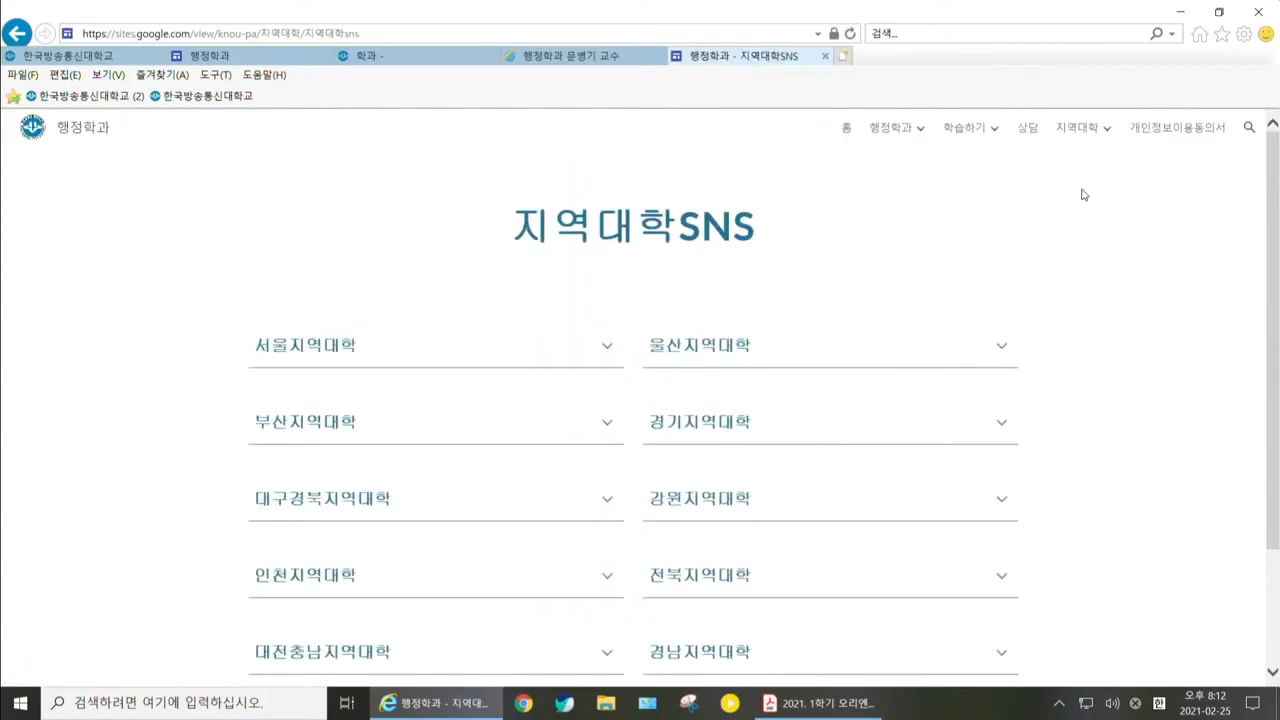 https://sites.google.com/view/knou-pa/지역대학/지역대학sns
검색...
한국방송통신대학교
행정학과
학과 -
행정학과 문병기 교수
행정학과 - 지역대학SNS
파일(F) 편집(E) 보기(V) 즐겨찾기(A) 도구(T) 도움말(H)
한국방송통신대학교 (2) 한국방송통신대학교
행정학과
홈 행정학과 학습하기 상담 지역대학 개인정보이용동의서
지역대학SNS
서울지역대학
울산지역대학
부산지역대학
경기지역대학
대구경북지역대학
강원지역대학
인천지역대학
전북지역대학
대전충남지역대학
경남지역대학
검색하려면 여기에 입력하십시오.
행정학과 - 지역대...
2021. 1학기 오리엔...
한
오후 8:12
2021-02-25